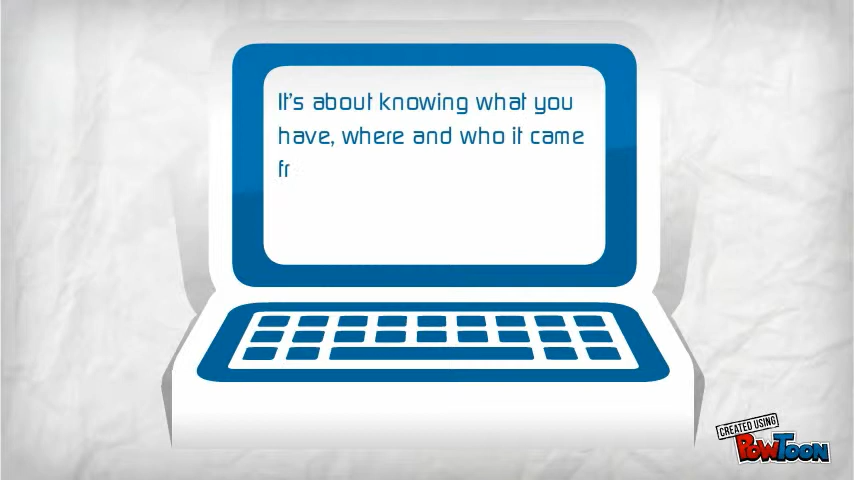 It's about knowing what you
have, where and who it came
fr
CREATED USING
POWTOON